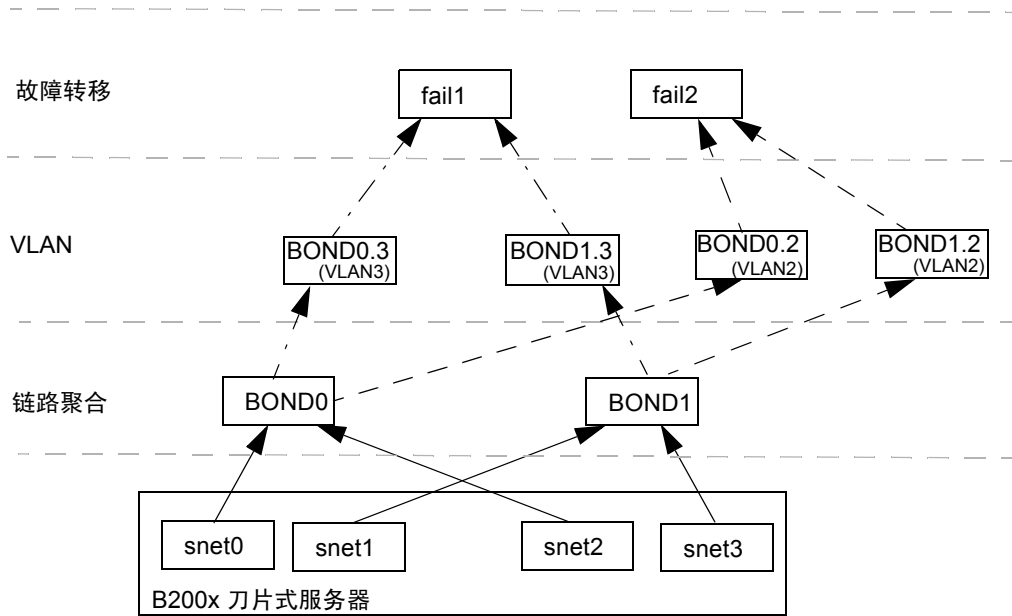 故障转移
fail1
fail2
VLAN
BOND0.3
(VLAN3)
BOND1.3
(VLAN3)
BOND0.2
(VLAN2)
BOND1.2
(VLAN2)
链路聚合
BOND0
BOND1
snet0
snet1
snet2
snet3
B200x 刀片式服务器